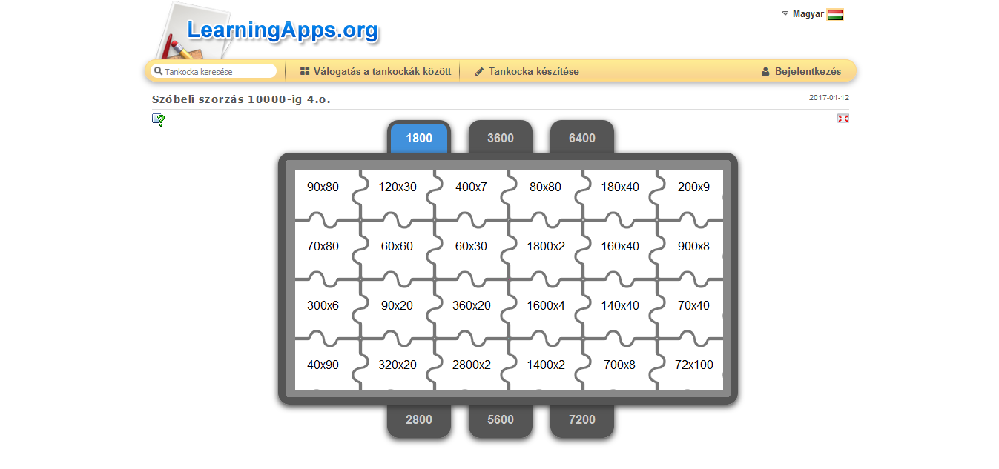 LearningApps.org
Magyar
Tankocka keresése
Válogatás a tankockák között
Tankocka készítése
Bejelentkezés
Szóbeli szorzás 10000-ig 4.o.
2017-01-12
1800 3600 6400
90x80 120x30 400x7 80x80 180x40 200x9
70x80 60x60 60x30 1800x2 160x40 900x8
300x6 90x20 360x20 1600x4 140x40 70x40
40x90 320x20 2800x2 1400x2 700x8 72x100
2800 5600 7200